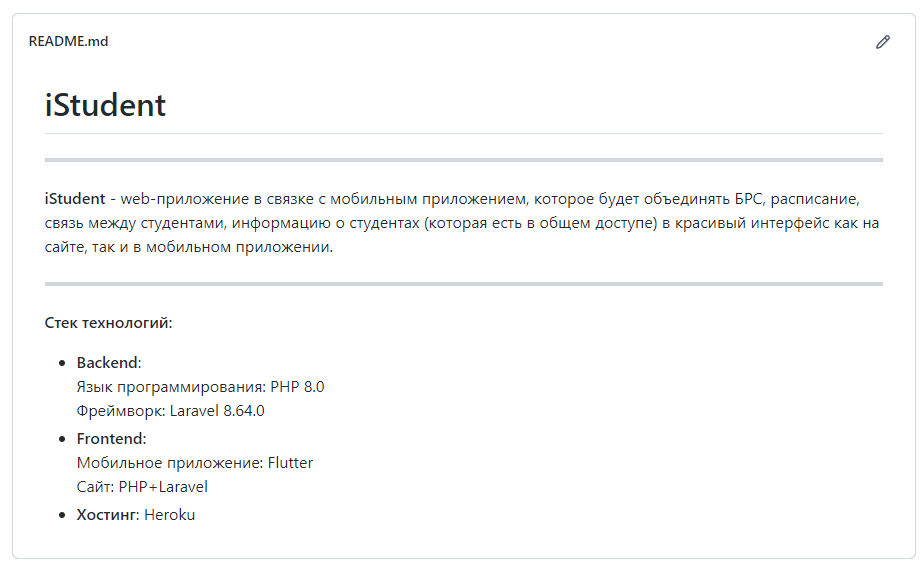 README.md
iStudent
iStudent - web-приложение в связке с мобильным приложением, которое будет объединять БРС, расписание,
связь между студентами, информацию о студентах (которая есть в общем доступе) в красивый интерфейс как на
сайте, так и в мобильном приложении.
Стек технологий:
Backend:
Язык программирования: PHP 8.0
Фреймворк: Laravel 8.64.0
Frontend:
Мобильное приложение: Flutter
Сайт: PHP+Laravel
Хостинг: Heroku